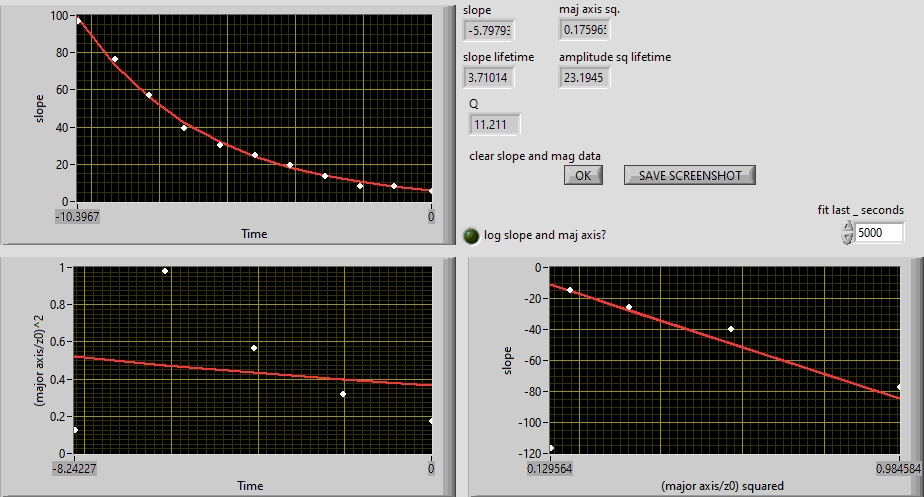 100
80
60
40
20
0
slope
-10.3967
0
Time
slope
maj axis sq.
-5.7979
0.17596
slope lifetime
amplitude sq lifetime
3.71014
23.1945
Q
11.211
clear slope and mag data
OK
SAVE SCREENSHOT
fit last _ seconds
5000
log slope and maj axis?
1
0.8
0.6
0.4
0.2
0
(major axis/z0)^2
-8.24227
0
Time
0
-20
-40
-60
-80
-100
-120
slope
0.129564
0.984584
(major axis/z0) squared